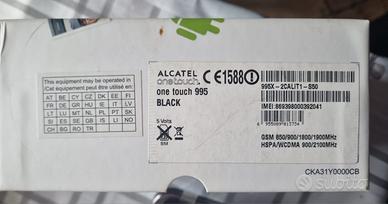 This equipment may be operated in
/Cet équipement peut être utilisé en:
AT BE CY CZ DK EE FI
FR DE GR HU IE IT LV
LT LU MT NL PL PT SK
SI ES SE GB IS LI NO
CH BG RO TR
ALCATEL
onetouch
CE1588
one touch 995
BLACK
5 Volts
SIM
995X-2CALIT1-S50
IMEI: 869398000392041
GSM 850/900/1800/1900MHz
HSPA/WCDMA 900/2100MHz
CKA31Y0000CB
subito